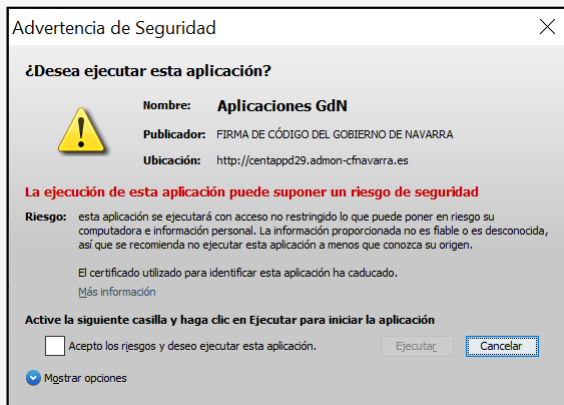 Advertencia de Seguridad
¿Desea ejecutar esta aplicación?
Nombre: Aplicaciones GdN
Publicador: FIRMA DE CÓDIGO DEL GOBIERNO DE NAVARRA
Ubicación: http://centappd29.admon-cfnavarra.es
La ejecución de esta aplicación puede suponer un riesgo de seguridad
Riesgo: esta aplicación se ejecutará con acceso no restringido lo que puede poner en riesgo su
computadora e información personal. La información proporcionada no es fiable o es desconocida,
así que se recomienda no ejecutar esta aplicación a menos que conozca su origen.
El certificado utilizado para identificar esta aplicación ha caducado.
Más información
Active la siguiente casilla y haga clic en Ejecutar para iniciar la aplicación
Acepto los riesgos y deseo ejecutar esta aplicación. Ejecutar Cancelar
Mostrar opciones